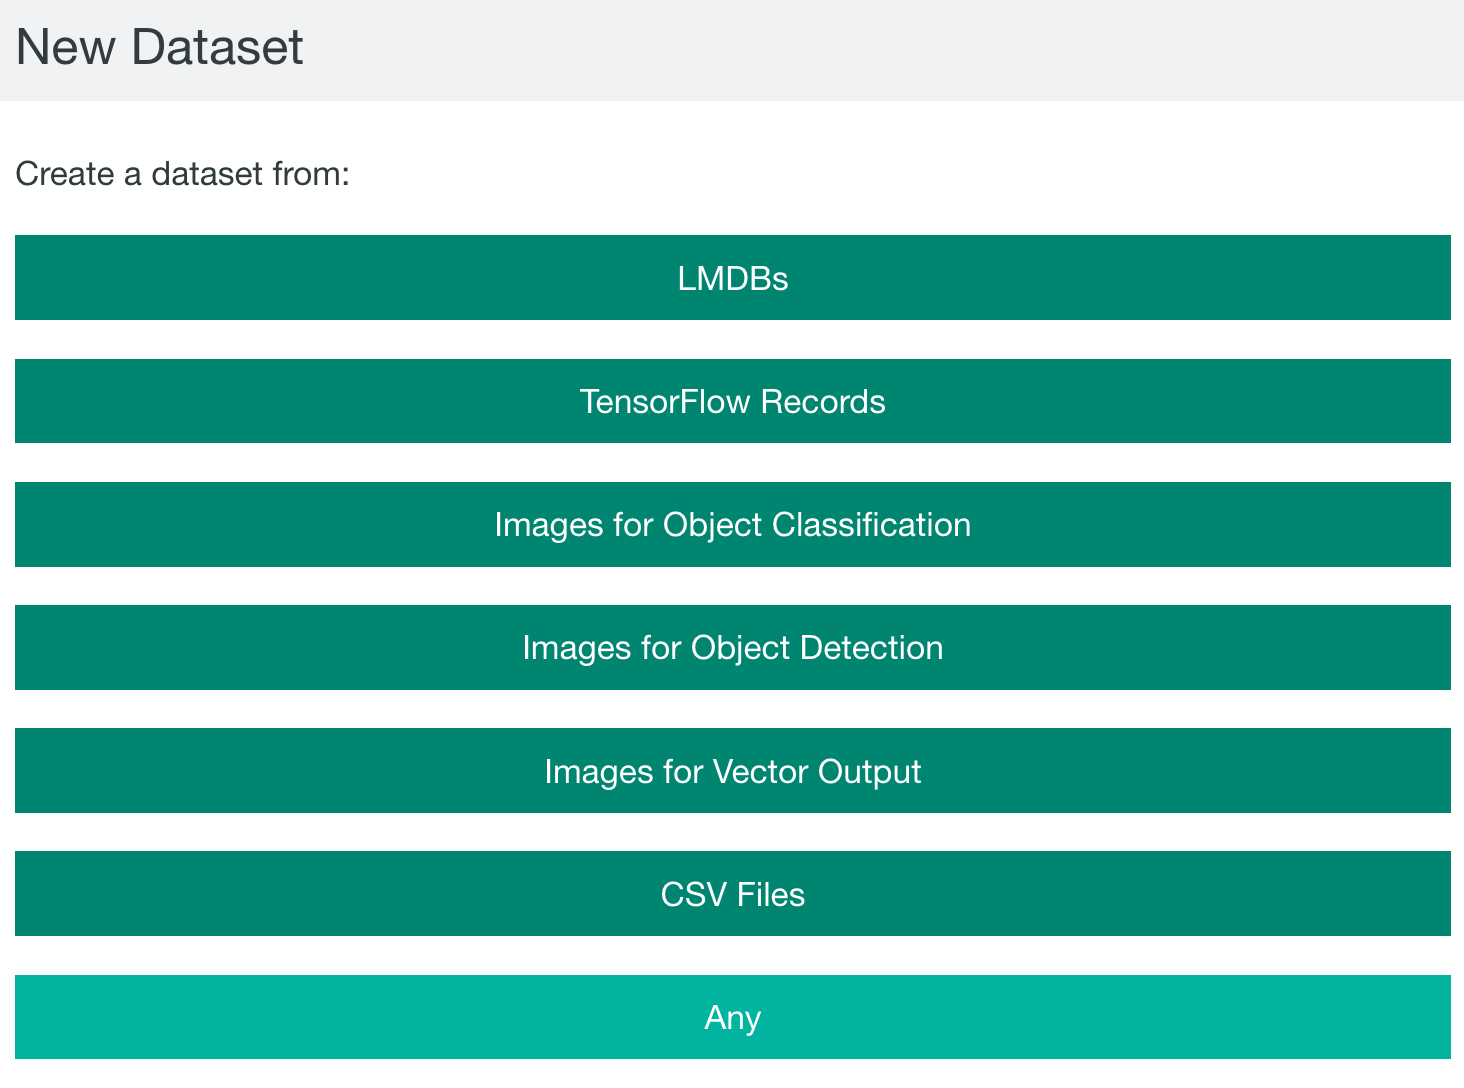 New Dataset
Create a dataset from:
LMDBs
TensorFlow Records
Images for Object Classification
Images for Object Detection
Images for Vector Output
CSV Files
Any